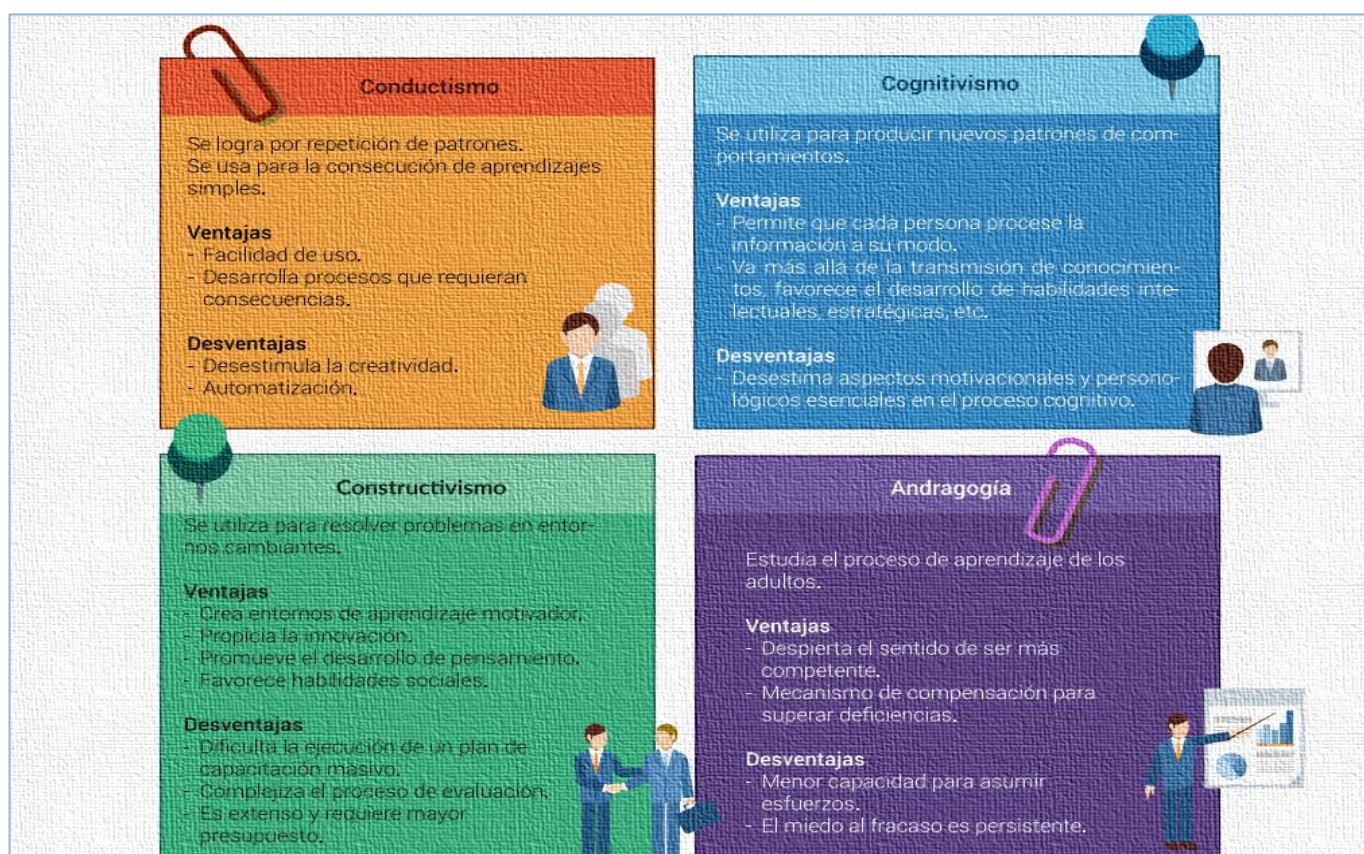 Conductismo
Se logra por repetición de patrones.
Se usa para la consecución de aprendizajes
simples.
Ventajas
- Facilidad de uso.
- Desarrolla procesos que requieran
consecuencias.
Desventajas
- Desestimula la creatividad.
- Automatización.
Cognitivismo
Se utiliza para producir nuevos patrones de com-
portamientos.
Ventajas
- Permite que cada persona procese la
información a su modo.
- Va más allá de la transmisión de conocimien-
tos, favorece el desarrollo de habilidades inte-
lectuales, estratégicas, etc.
Desventajas
- Desestima aspectos motivacionales y perso-
nológicos esenciales en el proceso cognitivo.
Constructivismo
Se utiliza para resolver problemas en entor-
nos cambiantes.
Ventajas
- Crea entornos de aprendizaje motivador.
- Propicia la innovación.
- Promueve el desarrollo de pensamiento.
- Favorece habilidades sociales.
Desventajas
- Dificulta la ejecución de un plan de
capacitación masivo.
- Complejiza el proceso de evaluación.
- Es extenso y requiere mayor
presupuesto.
Andragogía
Estudia el proceso de aprendizaje de los
adultos.
Ventajas
- Despierta el sentido de ser más
competente.
- Mecanismo de compensación para
superar deficiencias.
Desventajas
- Menor capacidad para asumir
esfuerzos.
- El miedo al fracaso es persistente.